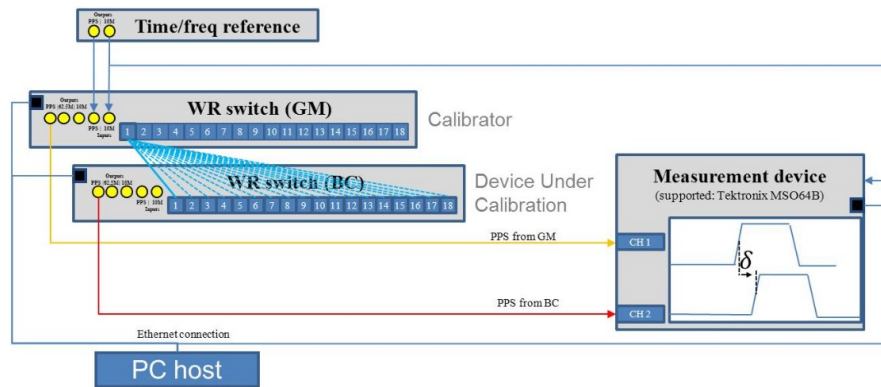 Outputs
PPS | 10M
Time/freq reference
Outputs
PPS |62.5M| 10M
WR switch (GM)
PPS | 10M
Inputs
1 2 3 4 5 6 7 8 9 10 11 12 13 14 15 16 17 18
Calibrator
Outputs
PPS |62.5M| 10M
WR switch (BC)
PPS | 10M
Inputs
1 2 3 4 5 6 7 8 9 10 11 12 13 14 15 16 17 18
Device Under
Calibration
Measurement device
(supported: Tektronix MSO64B)
PPS from GM
CH 1
δ
PPS from BC
CH 2
Ethernet connection
PC host